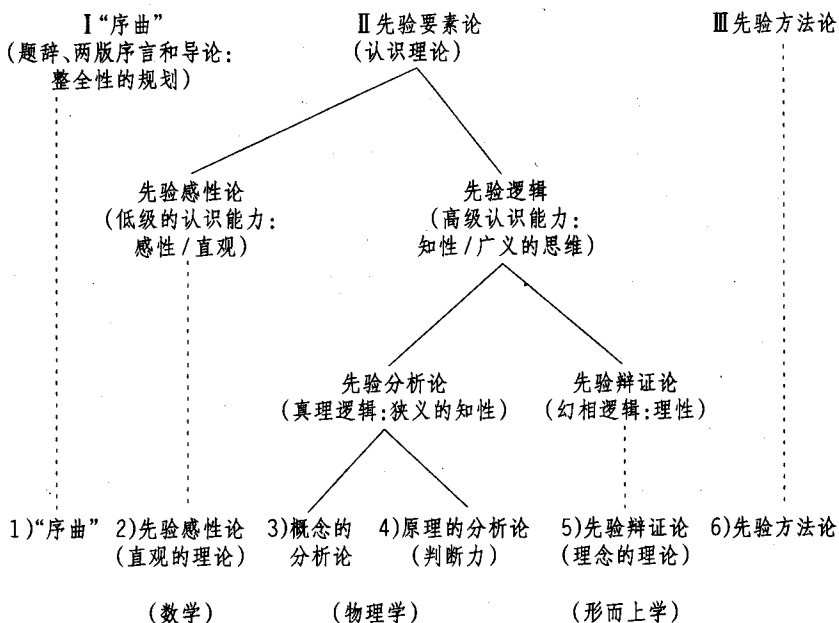 Ⅰ“序曲”
(题辞、两版序言和导论:
整全性的规划)
Ⅱ先验要素论
(认识理论)
Ⅲ先验方法论
先验感性论
(低级的认识能力:
感性/直观)
先验逻辑
(高级认识能力:
知性/广义的思维)
先验分析论
(真理逻辑:狭义的知性)
先验辩证论
(幻相逻辑:理性)
1)“序曲”
2)先验感性论
(直观的理论)
3)概念的
分析论
4)原理的分析论
(判断力)
5)先验辩证论
(理念的理论)
6)先验方法论
(数学)
(物理学)
(形而上学)